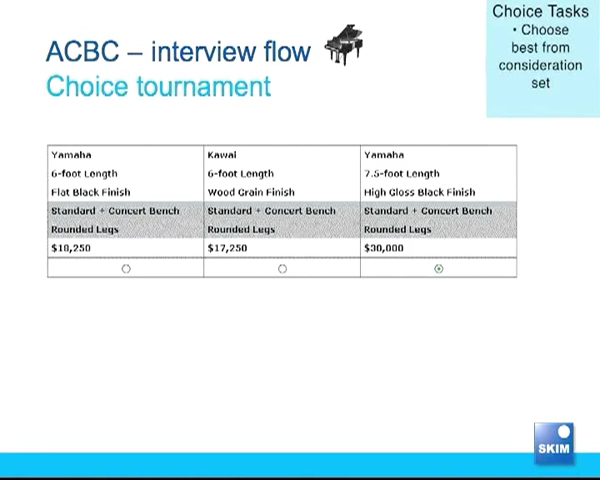 Choice Tasks
• Choose
best from
consideration
set
ACBC – interview flow
Choice tournament
Yamaha
6-foot Length
Flat Black Finish
Standard + Concert Bench
Rounded Legs
$18,250
Kawai
6-foot Length
Wood Grain Finish
Standard + Concert Bench
Rounded Legs
$17,250
Yamaha
7.5-foot Length
High Gloss Black Finish
Standard + Concert Bench
Rounded Legs
$30,000
SKIM